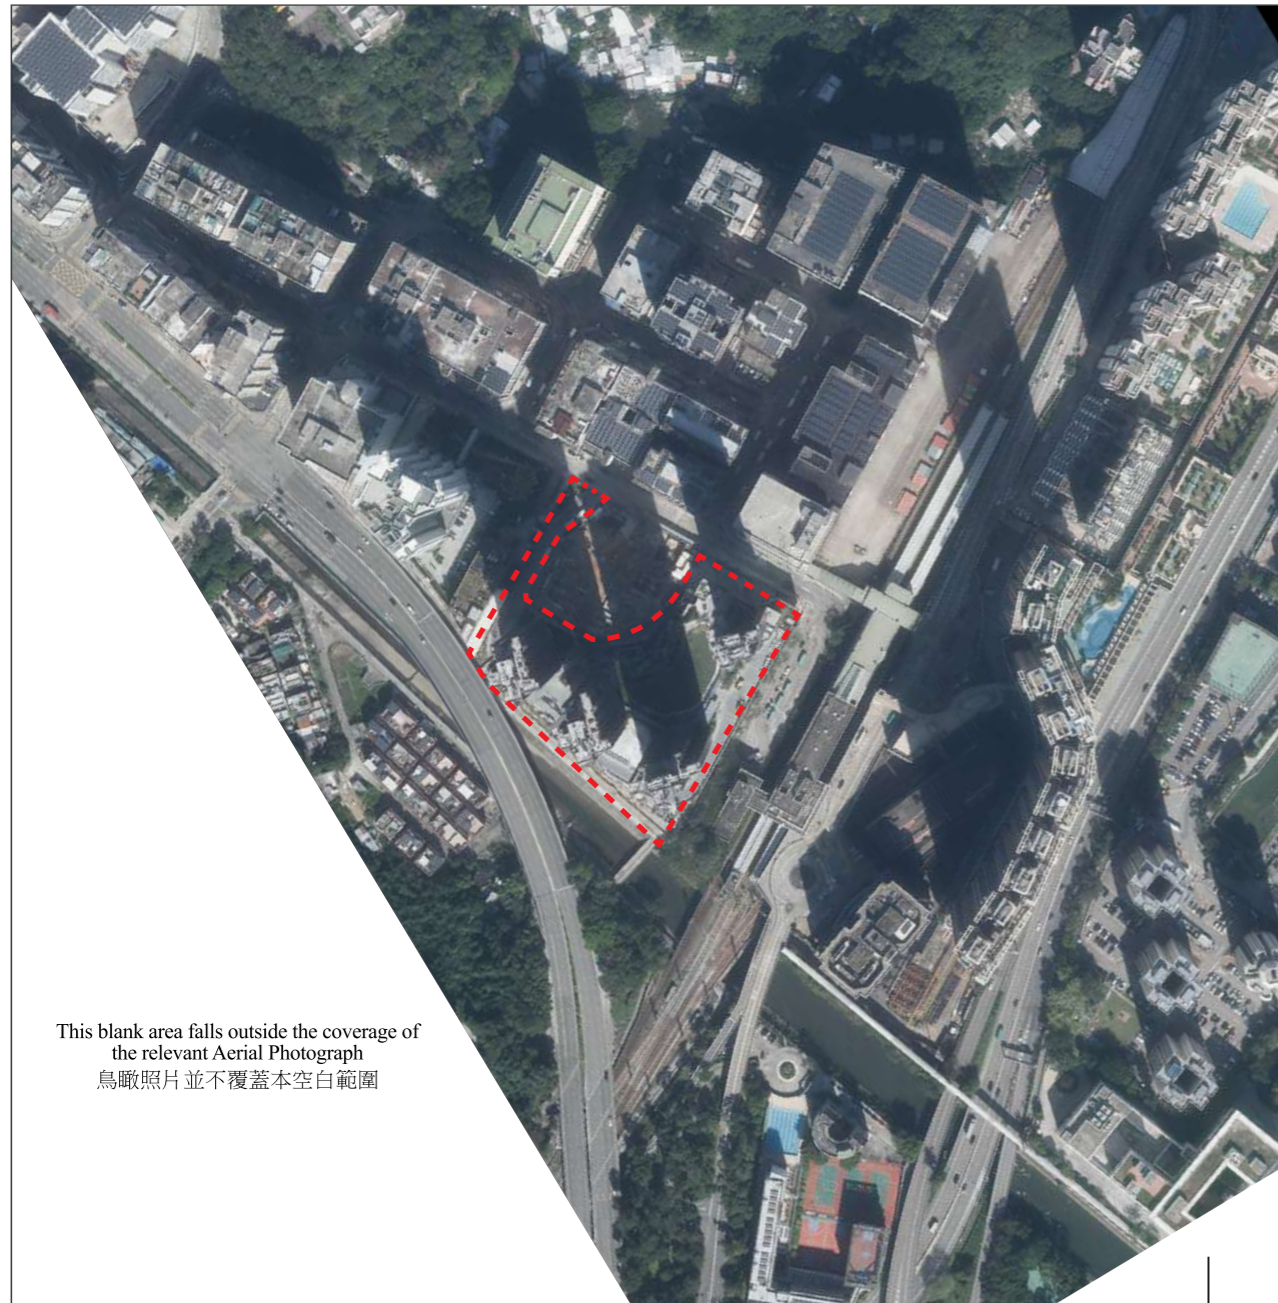 This blank area falls outside the coverage of
the relevant Aerial Photograph
鳥瞰照片並不覆蓋本空白範圍